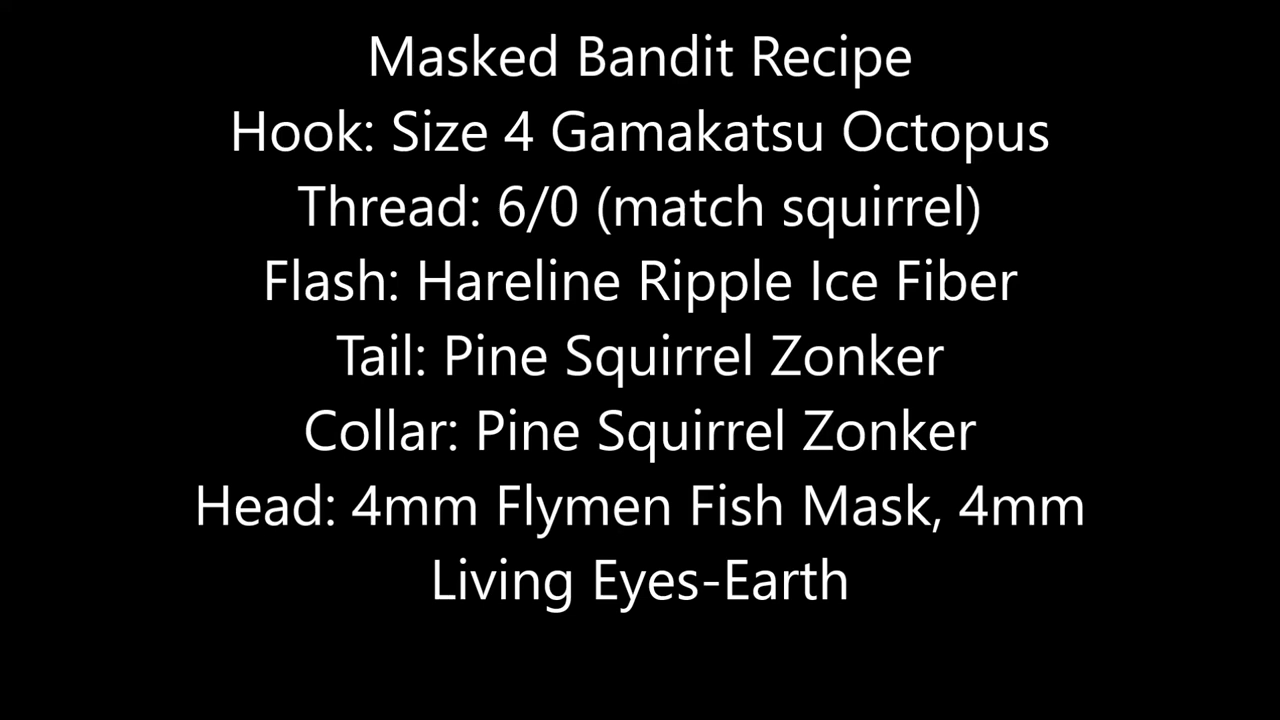 Masked Bandit Recipe
Hook: Size 4 Gamakatsu Octopus
Thread: 6/0 (match squirrel)
Flash: Hareline Ripple Ice Fiber
Tail: Pine Squirrel Zonker
Collar: Pine Squirrel Zonker
Head: 4mm Flymen Fish Mask, 4mm
Living Eyes-Earth